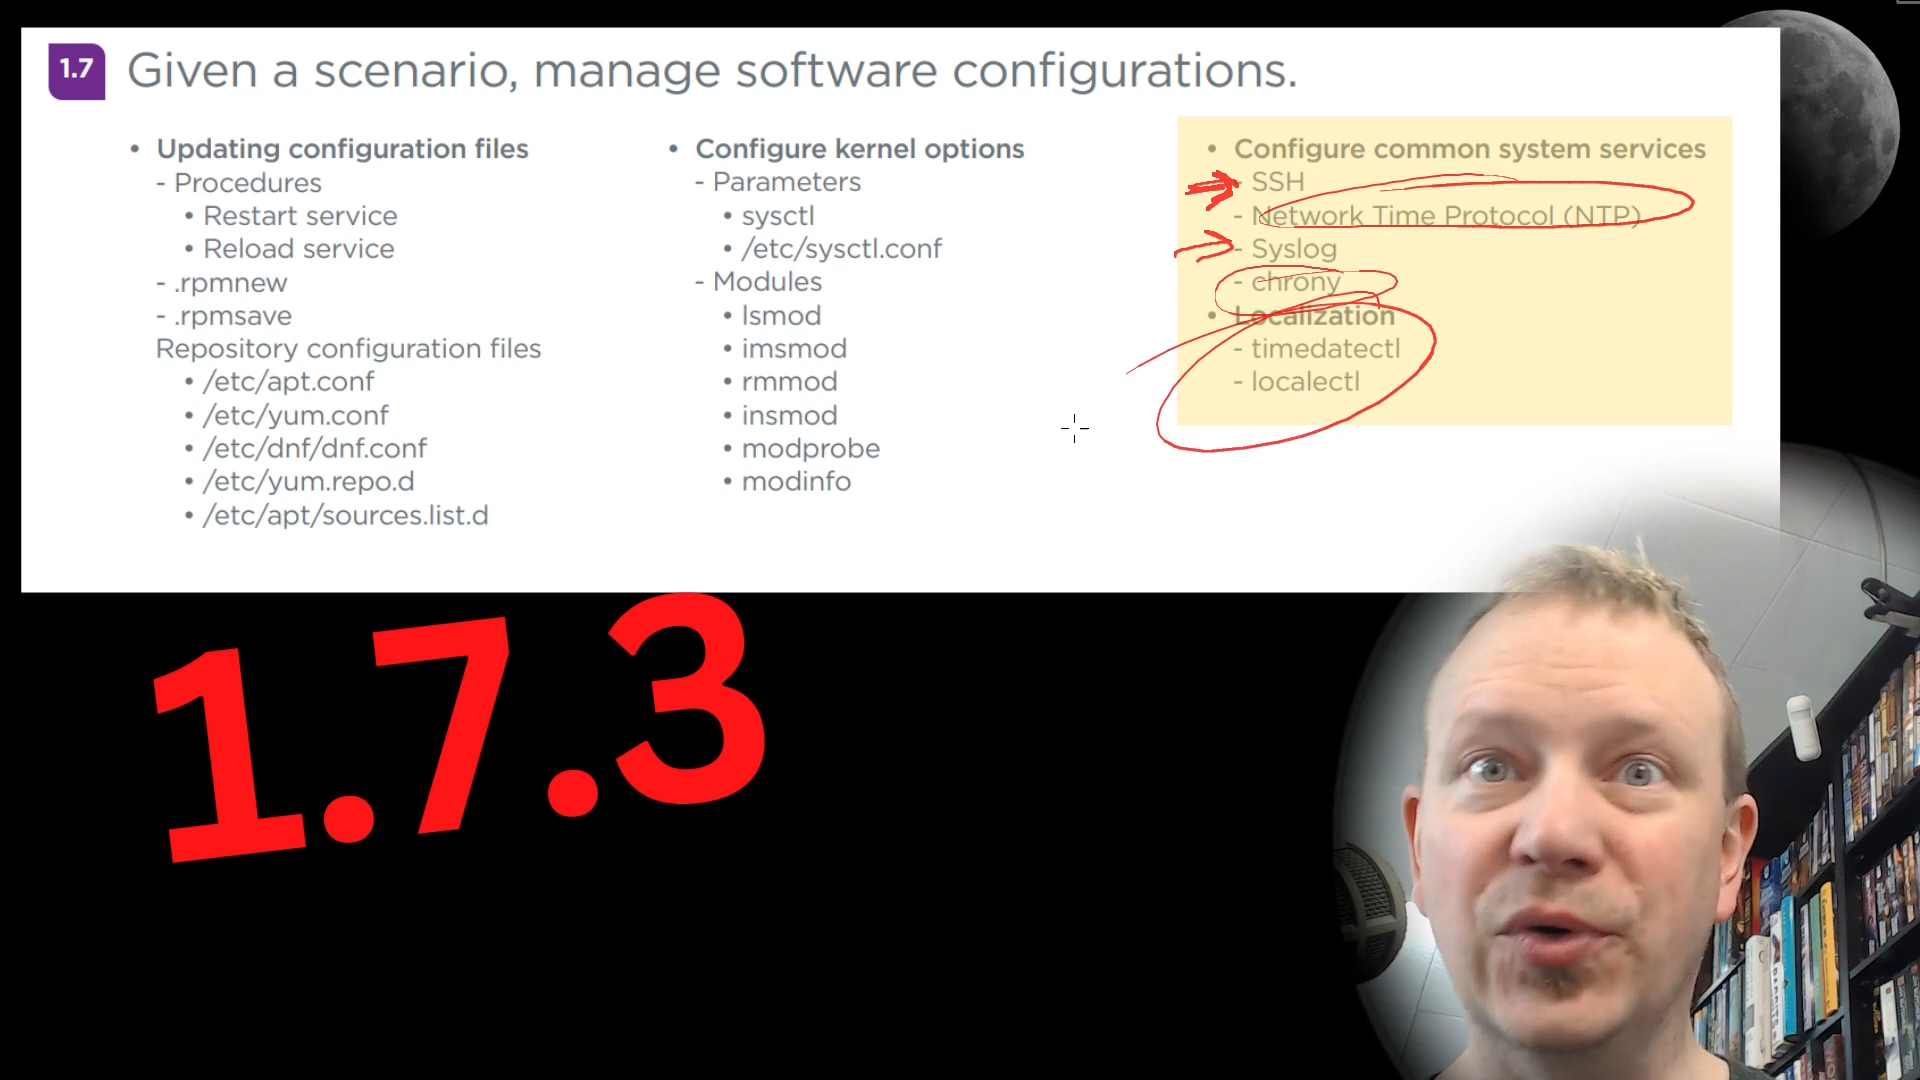 1.7 Given a scenario, manage software configurations.
• Updating configuration files
- Procedures
• Restart service
• Reload service
- .rpmnew
- .rpmsave
Repository configuration files
• /etc/apt.conf
• /etc/yum.conf
• /etc/dnf/dnf.conf
• /etc/yum.repo.d
• /etc/apt/sources.list.d
• Configure kernel options
- Parameters
• sysctl
• /etc/sysctl.conf
- Modules
• lsmod
• imsmod
• rmmod
• insmod
• modprobe
• modinfo
• Configure common system services
- SSH
- Network Time Protocol (NTP)
- Syslog
- chrony
• Localization
- timedatectl
- localectl
1.7.3